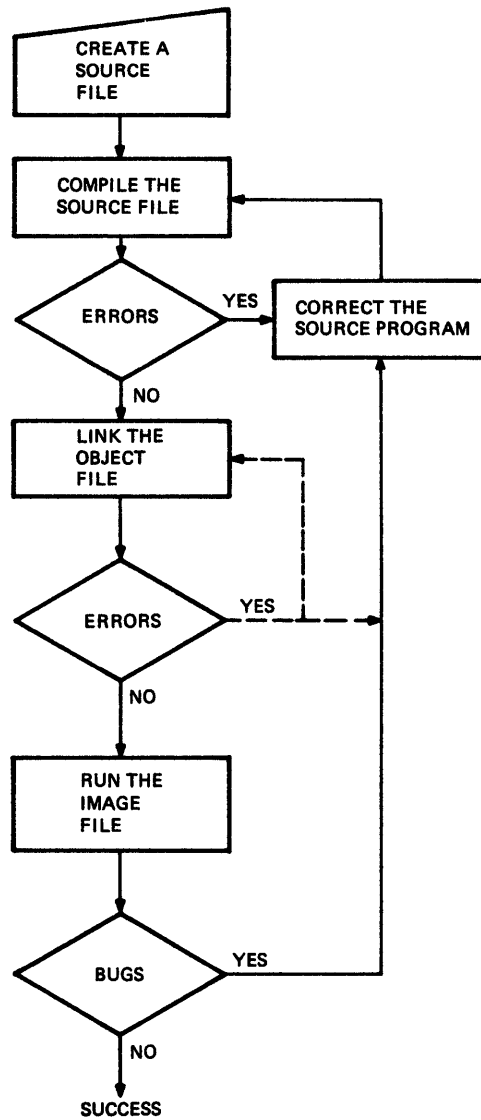 CREATE A
SOURCE
FILE
COMPILE THE
SOURCE FILE
ERRORS
YES
CORRECT THE
SOURCE PROGRAM
NO
LINK THE
OBJECT
FILE
ERRORS
YES
NO
RUN THE
IMAGE
FILE
BUGS
YES
NO
SUCCESS